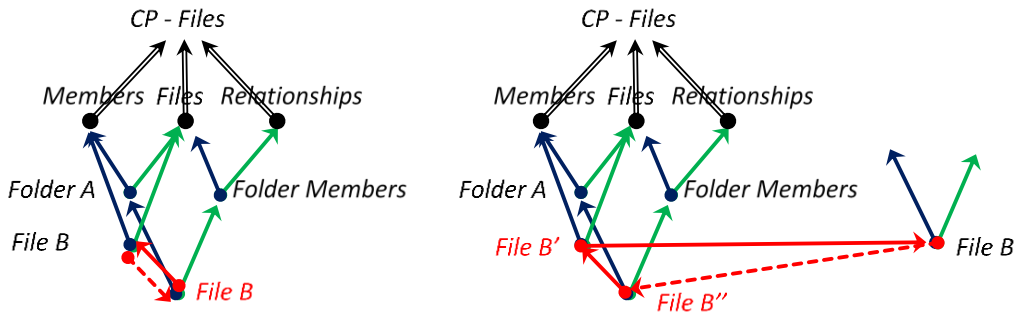 CP - Files
Members Files Relationships
Folder A
Folder Members
File B
File B
CP - Files
Members Files Relationships
Folder A
Folder Members
File B’
File B
File B’’